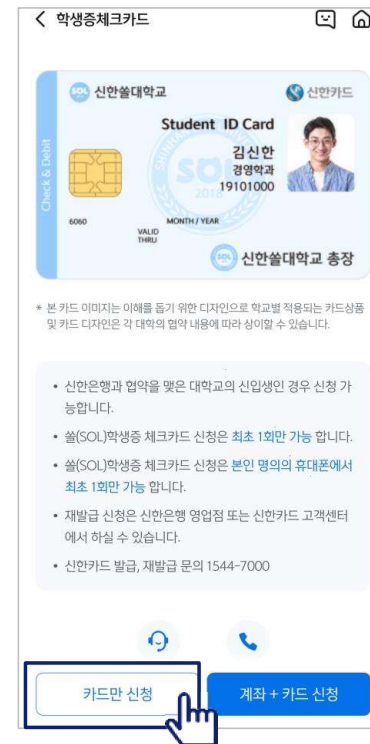 학생증체크카드
신한쏠대학교
신한카드
Student ID Card
김신한
경영학과
19101000
Check & Debit
SHINHAN
SOL
2018
6060
MONTH / YEAR
VALID
THRU
신한쏠대학교 총장
* 본 카드 이미지는 이해를 돕기 위한 디자인으로 학교별 적용되는 카드상품
및 카드 디자인은 각 대학의 협약 내용에 따라 상이할 수 있습니다.
• 신한은행과 협약을 맺은 대학교의 신입생인 경우 신청 가
능합니다.
• 쏠(SOL)학생증 체크카드 신청은 최초 1회만 가능 합니다.
• 쏠(SOL)학생증 체크카드 신청은 본인 명의의 휴대폰에서
최초 1회만 가능 합니다.
• 재발급 신청은 신한은행 영업점 또는 신한카드 고객센터
에서 하실 수 있습니다.
• 신한카드 발급, 재발급 문의 1544-7000
카드만 신청
계좌 + 카드 신청